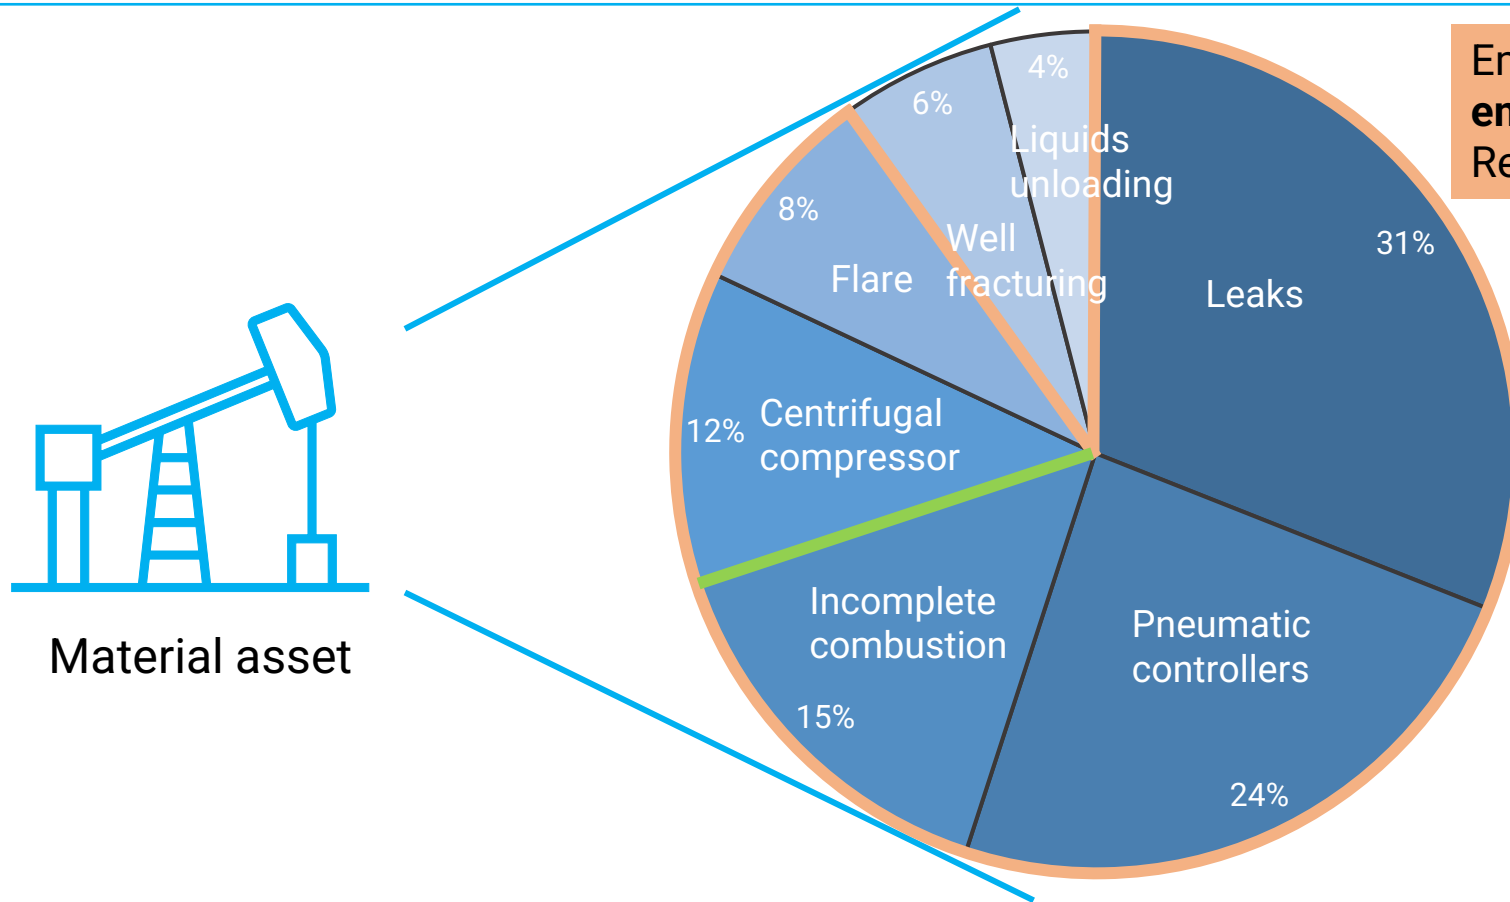 4%
6%
Liquids
unloading
8%
31%
Well
fracturing
Flare
Leaks
12%
Centrifugal
compressor
Incomplete
combustion
Pneumatic
controllers
Material asset
15%
24%